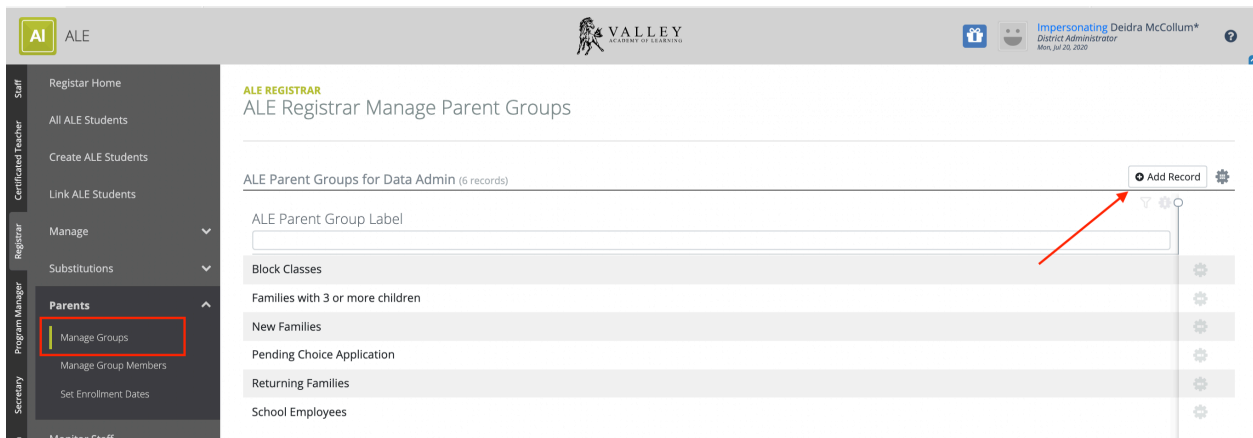 AI ALE
VALLEY
ACADEMY OF LEARNING
Impersonating Deidra McCollum*
District Administrator
Mon, Jul 20, 2020
Staff
Certificated Teacher
Registrar
Program Manager
Secretary
Registar Home
All ALE Students
Create ALE Students
Link ALE Students
Manage
Substitutions
Parents
Manage Groups
Manage Group Members
Set Enrollment Dates
Monitor Staff
ALE REGISTRAR
ALE Registrar Manage Parent Groups
ALE Parent Groups for Data Admin (6 records)
Add Record
ALE Parent Group Label
Block Classes
Families with 3 or more children
New Families
Pending Choice Application
Returning Families
School Employees